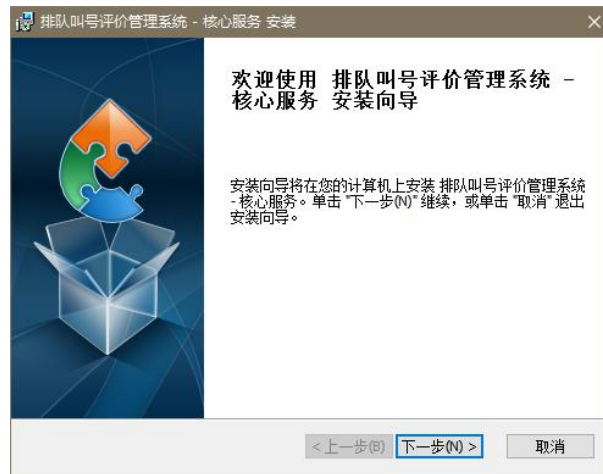 排队叫号评价管理系统 - 核心服务 安装
欢迎使用 排队叫号评价管理系统 -
核心服务 安装向导
安装向导将在您的计算机上安装 排队叫号评价管理系统
- 核心服务。单击 "下一步(N)" 继续，或单击 "取消" 退出
安装向导。
< 上一步(B) 下一步(N) > 取消